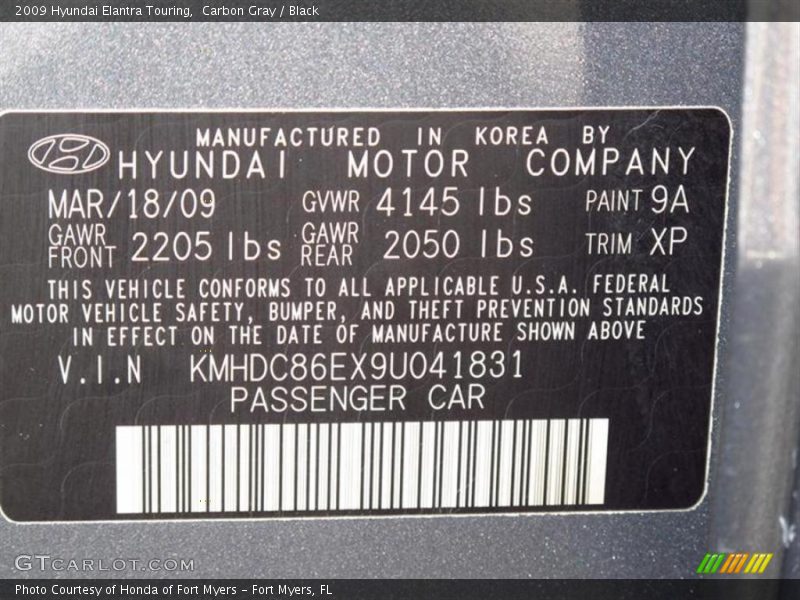 2009 Hyundai Elantra Touring,  Carbon Gray / Black
MANUFACTURED IN KOREA BY
HYUNDAI MOTOR COMPANY
MAR/18/09 GVWR 4145 lbs PAINT 9A
GAWR FRONT 2205 lbs GAWR REAR 2050 lbs TRIM XP
THIS VEHICLE CONFORMS TO ALL APPLICABLE U.S.A. FEDERAL
MOTOR VEHICLE SAFETY, BUMPER, AND THEFT PREVENTION STANDARDS
IN EFFECT ON THE DATE OF MANUFACTURE SHOWN ABOVE
V.I.N KMHDC86EX9U041831
PASSENGER CAR
GTCARLOT.COM
Photo Courtesy of Honda of Fort Myers - Fort Myers, FL